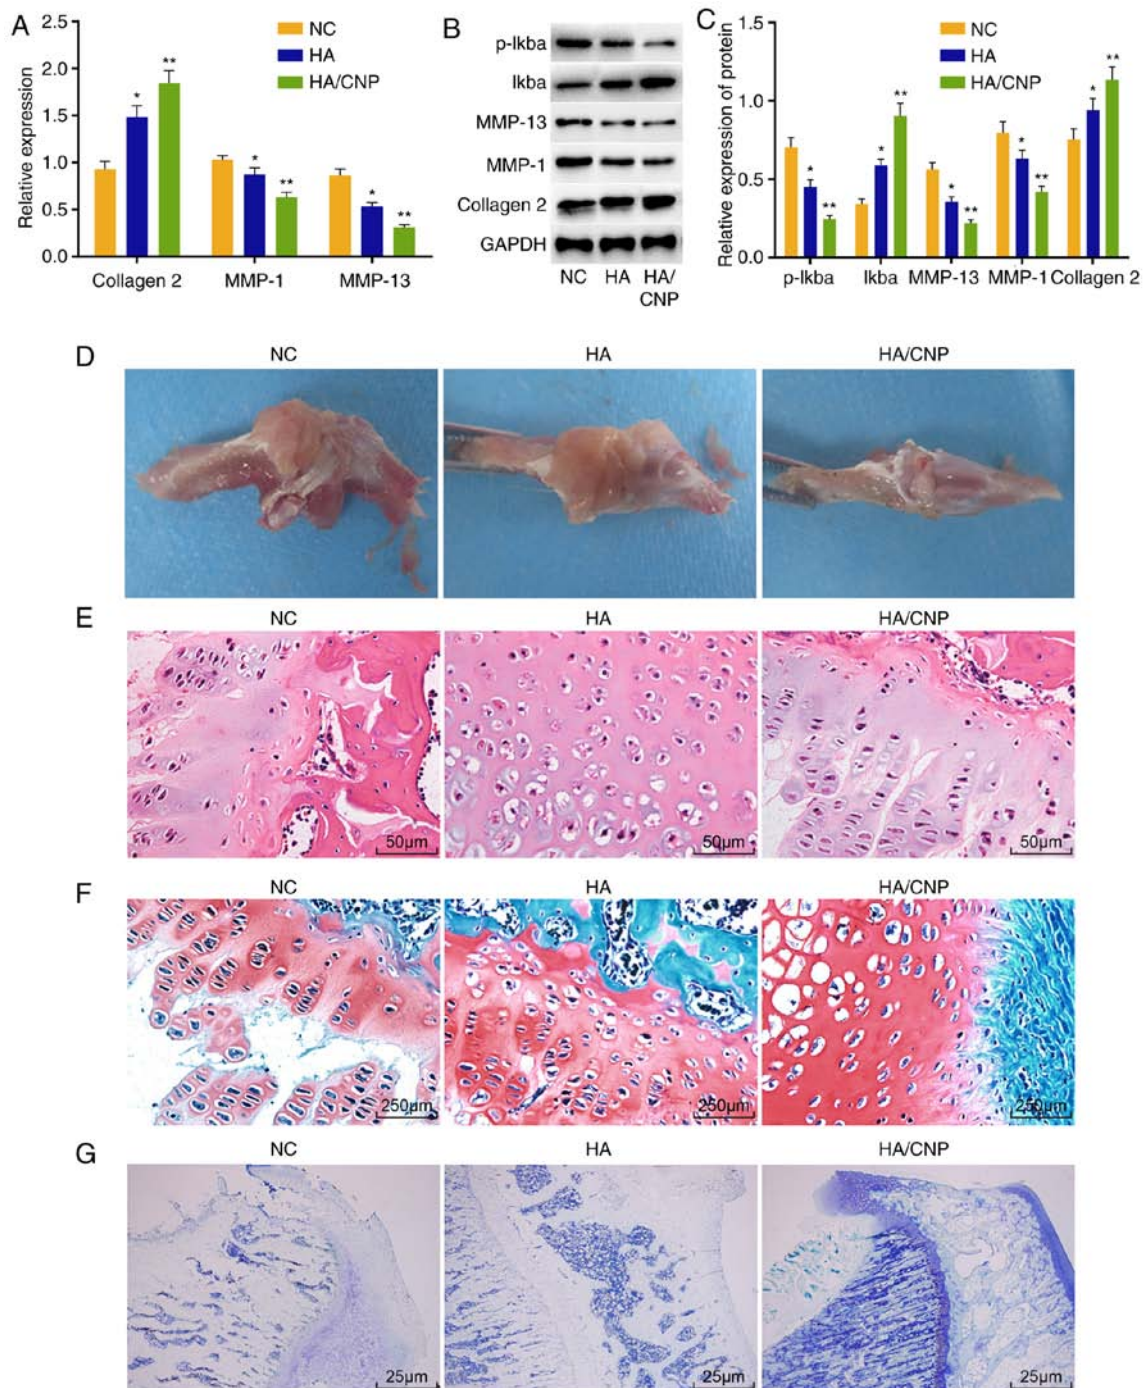 A
Relative expression
2.5
2.0
1.5
1.0
0.5
0.0
NC
HA
HA/CNP
*
**
*
**
*
**
Collagen 2
MMP-1
MMP-13
B
p-Ikba
Ikba
MMP-13
MMP-1
Collagen 2
GAPDH
NC HA HA/
CNP
C
Relative expression of protein
1.5
1.0
0.5
0.0
NC
HA
HA/CNP
*
**
*
**
*
**
*
**
*
**
p-Ikba
Ikba
MMP-13
MMP-1
Collagen 2
D
NC
HA
HA/CNP
E
NC
HA
HA/CNP
50µm
50µm
50µm
F
NC
HA
HA/CNP
250µm
250µm
250µm
G
NC
HA
HA/CNP
25µm
25µm
25µm